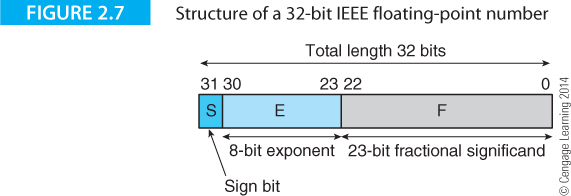 FIGURE 2.7 Structure of a 32-bit IEEE floating-point number
Total length 32 bits
31 30 23 22 0
S E F
8-bit exponent 23-bit fractional significand
Sign bit
© Cengage Learning 2014